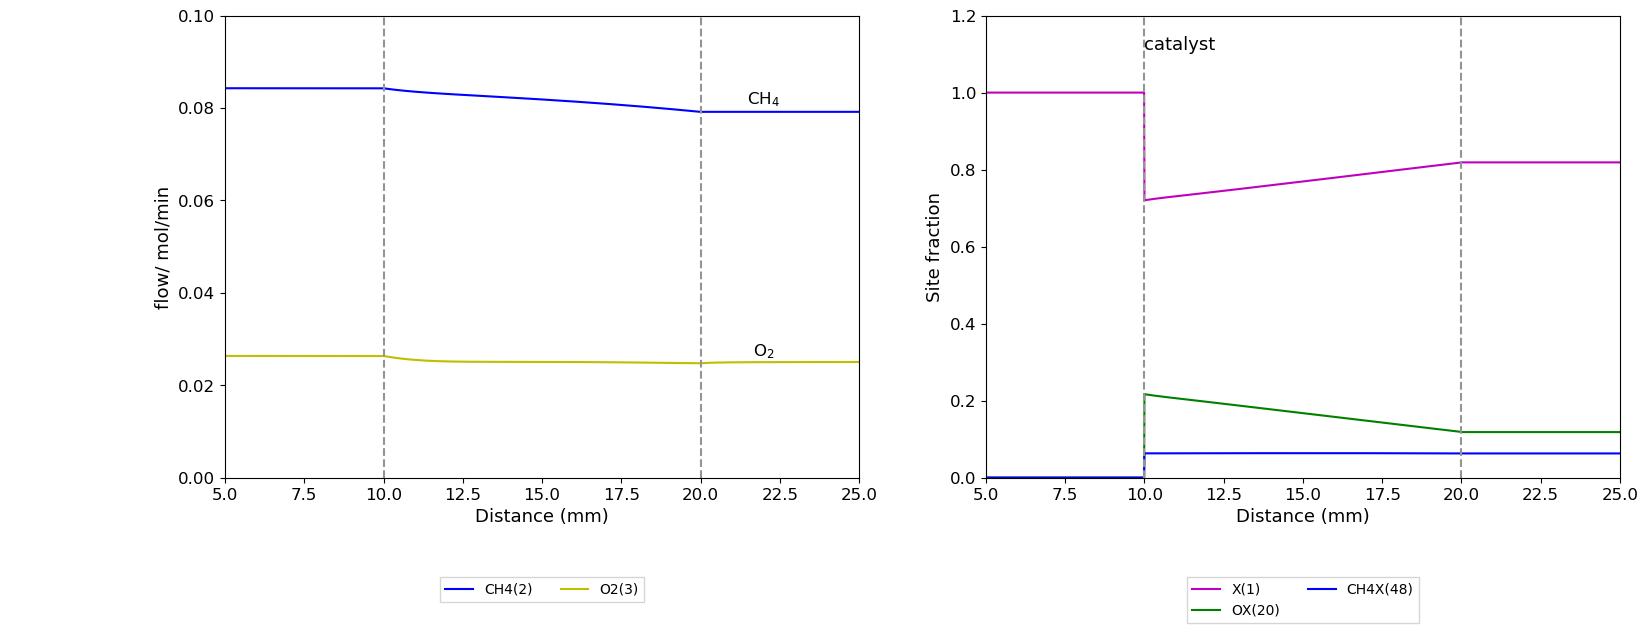 0.10
0.08
0.06
0.04
0.02
0.00
flow/ mol/min
CH₄
O₂
5.0 7.5 10.0 12.5 15.0 17.5 20.0 22.5 25.0
Distance (mm)
CH4(2) O2(3)
1.2
1.0
0.8
0.6
0.4
0.2
0.0
Site fraction
catalyst
5.0 7.5 10.0 12.5 15.0 17.5 20.0 22.5 25.0
Distance (mm)
X(1) CH4X(48)
OX(20)